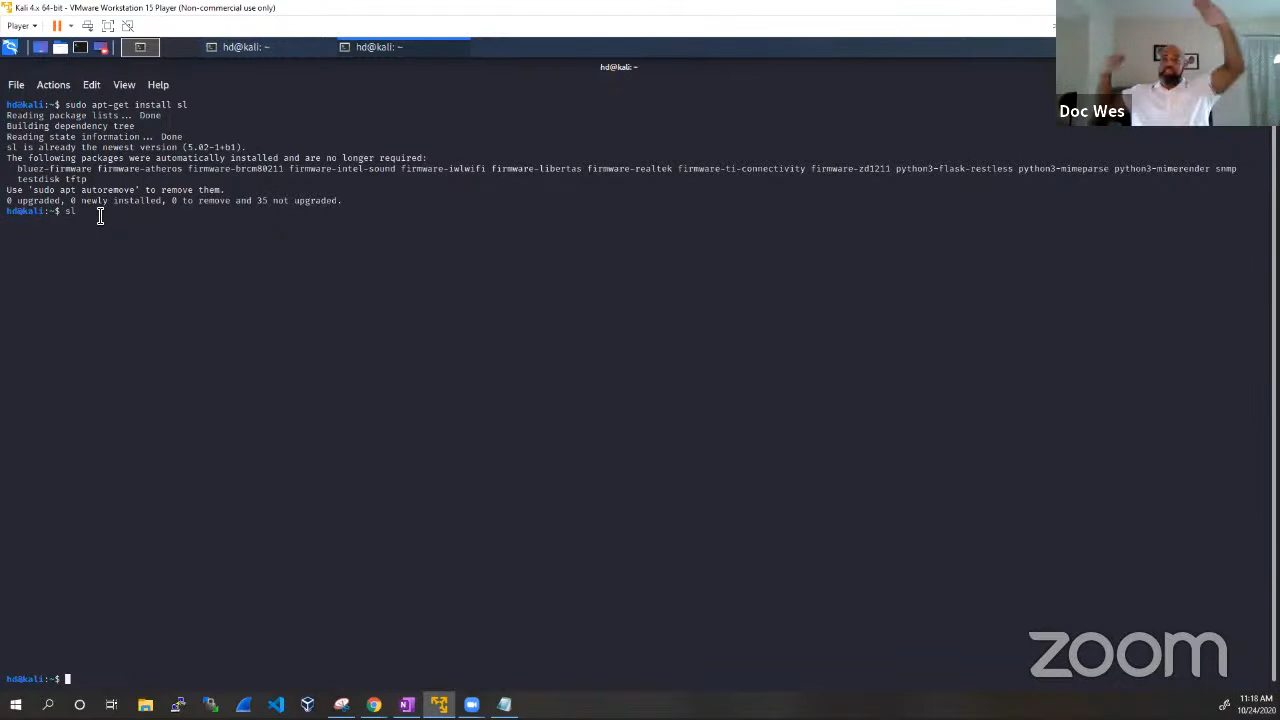 Kali 4.x 64-bit - VMware Workstation 15 Player (Non-commercial use only)
Player
hd@kali: ~
hd@kali: ~
hd@kali: ~
File Actions Edit View Help
hd@kali:~$ sudo apt-get install sl
Reading package lists... Done
Building dependency tree
Reading state information... Done
sl is already the newest version (5.02-1+b1).
The following packages were automatically installed and are no longer required:
bluez-firmware firmware-atheros firmware-brcm80211 firmware-intel-sound firmware-iwlwifi firmware-libertas firmware-realtek firmware-ti-connectivity firmware-zd1211 python3-flask-restless python3-mimeparse python3-mimerender snmp
testdisk tftp
Use 'sudo apt autoremove' to remove them.
0 upgraded, 0 newly installed, 0 to remove and 35 not upgraded.
hd@kali:~$ sl
Doc Wes
zoom
hd@kali:~$
11:18 AM
10/24/2020